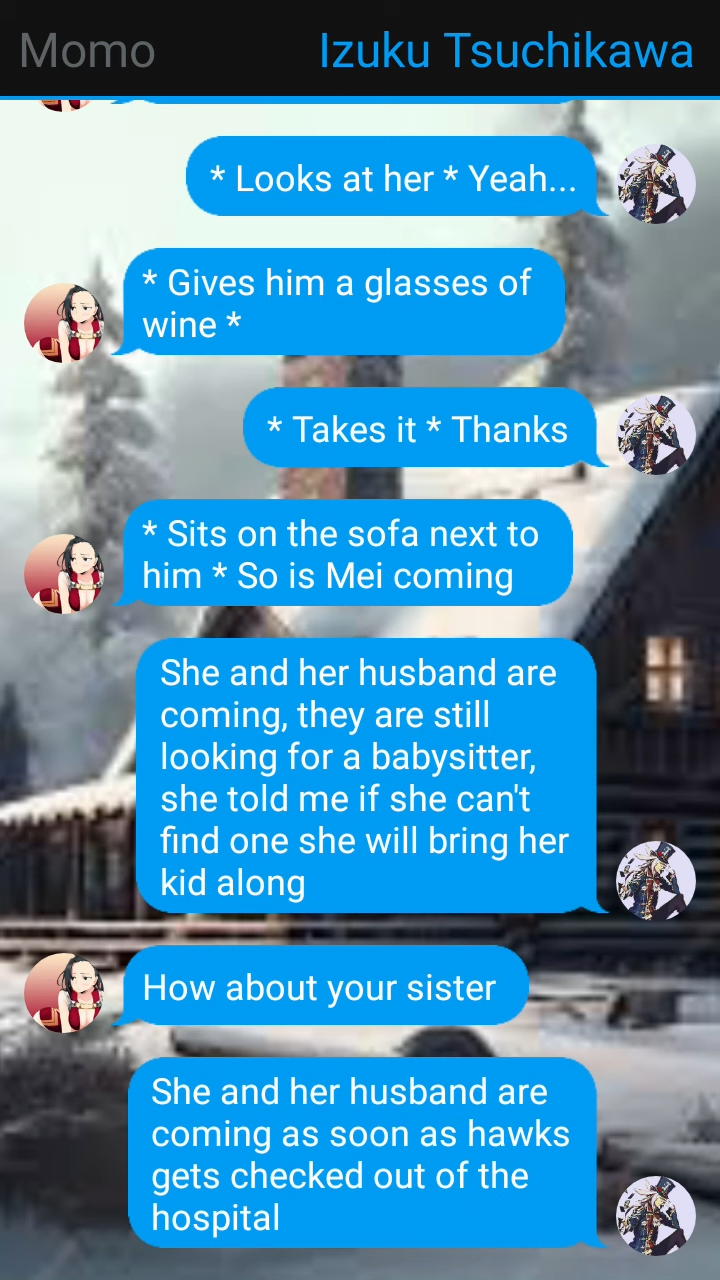 Momo
Izuku Tsuchikawa
* Looks at her * Yeah...
* Gives him a glasses of
wine *
* Takes it * Thanks
* Sits on the sofa next to
him * So is Mei coming
She and her husband are
coming, they are still
looking for a babysitter,
she told me if she can't
find one she will bring her
kid along
How about your sister
She and her husband are
coming as soon as hawks
gets checked out of the
hospital